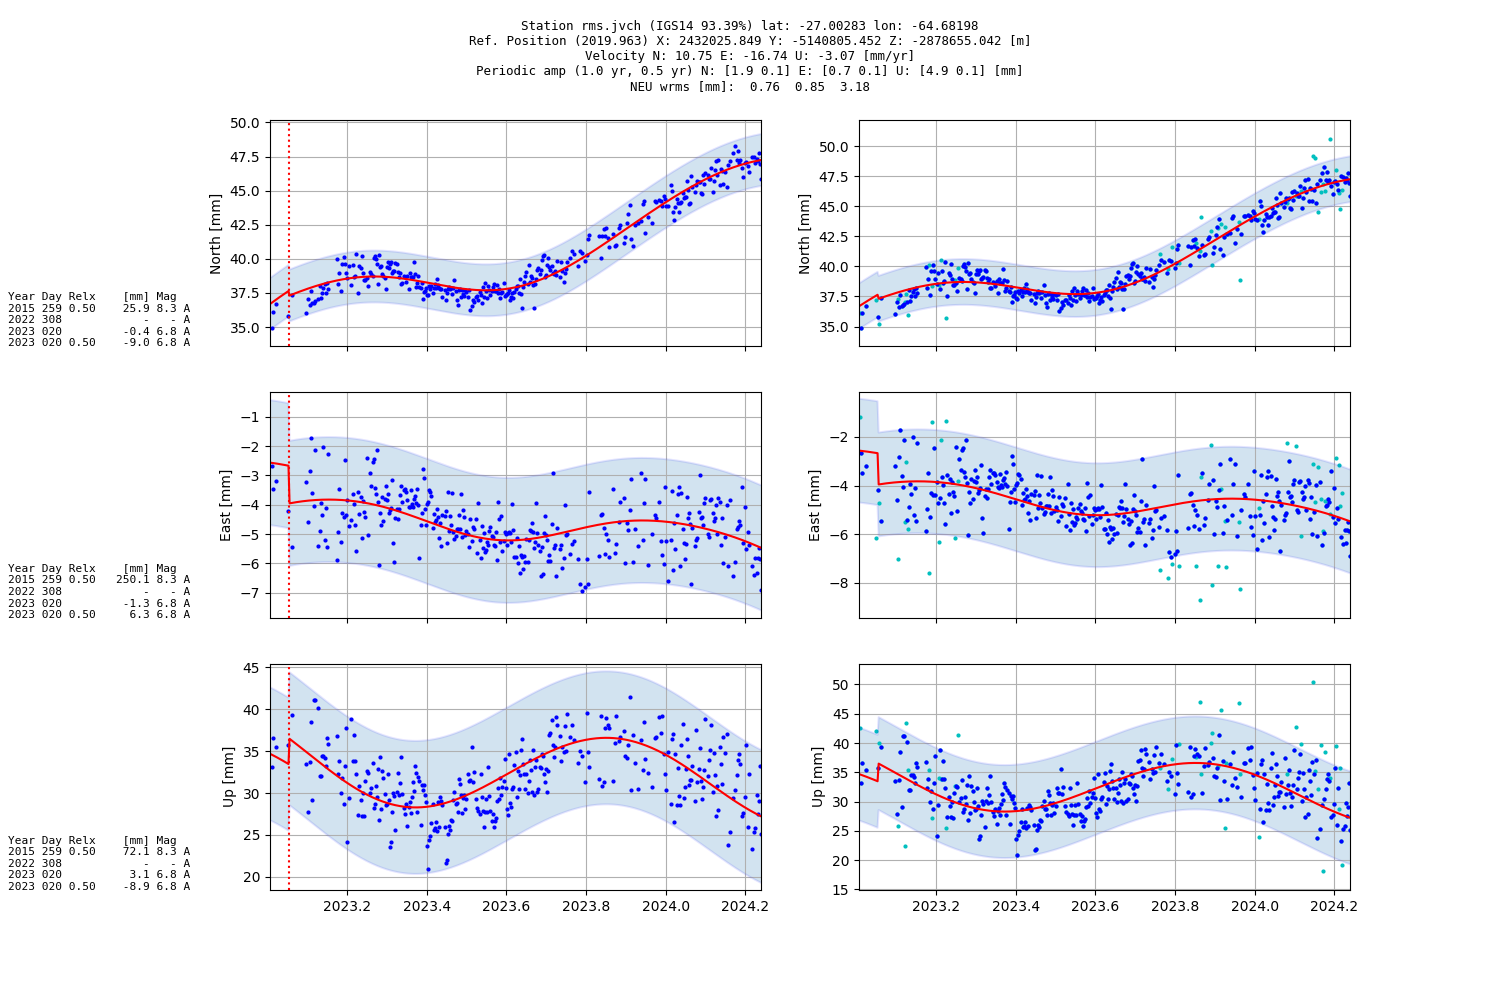 Station rms.jvch (IGS14 93.39%) lat: -27.00283 lon: -64.68198
Ref. Position (2019.963) X: 2432025.849 Y: -5140805.452 Z: -2878655.042 [m]
Velocity N: 10.75 E: -16.74 U: -3.07 [mm/yr]
Periodic amp (1.0 yr, 0.5 yr) N: [1.9 0.1] E: [0.7 0.1] U: [4.9 0.1] [mm]
NEU wrms [mm]: 0.76 0.85 3.18
50.0
47.5
45.0
42.5
40.0
37.5
35.0
North [mm]
50.0
47.5
45.0
42.5
40.0
37.5
35.0
North [mm]
Year Day Relx [mm] Mag
2015 259 0.50 25.9 8.3 A
2022 308 - - A
2023 020 -0.4 6.8 A
2023 020 0.50 -9.0 6.8 A
−1
−2
−3
−4
−5
−6
−7
East [mm]
−2
−4
−6
−8
East [mm]
Year Day Relx [mm] Mag
2015 259 0.50 250.1 8.3 A
2022 308 - - A
2023 020 -1.3 6.8 A
2023 020 0.50 6.3 6.8 A
45
40
35
30
25
20
Up [mm]
50
45
40
35
30
25
20
15
Up [mm]
Year Day Relx [mm] Mag
2015 259 0.50 72.1 8.3 A
2022 308 - - A
2023 020 3.1 6.8 A
2023 020 0.50 -8.9 6.8 A
2023.2 2023.4 2023.6 2023.8 2024.0 2024.2
2023.2 2023.4 2023.6 2023.8 2024.0 2024.2